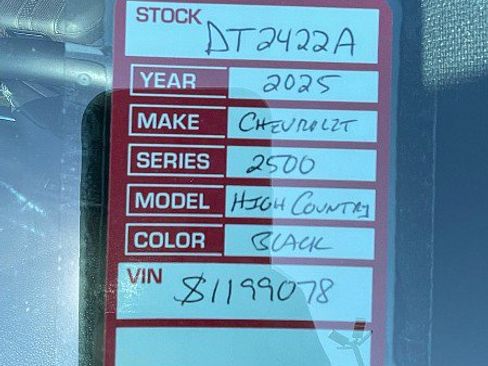 STOCK
DT2422A
YEAR 2025
MAKE CHEVROLET
SERIES 2500
MODEL HIGH COUNTRY
COLOR BLACK
VIN
S1199078